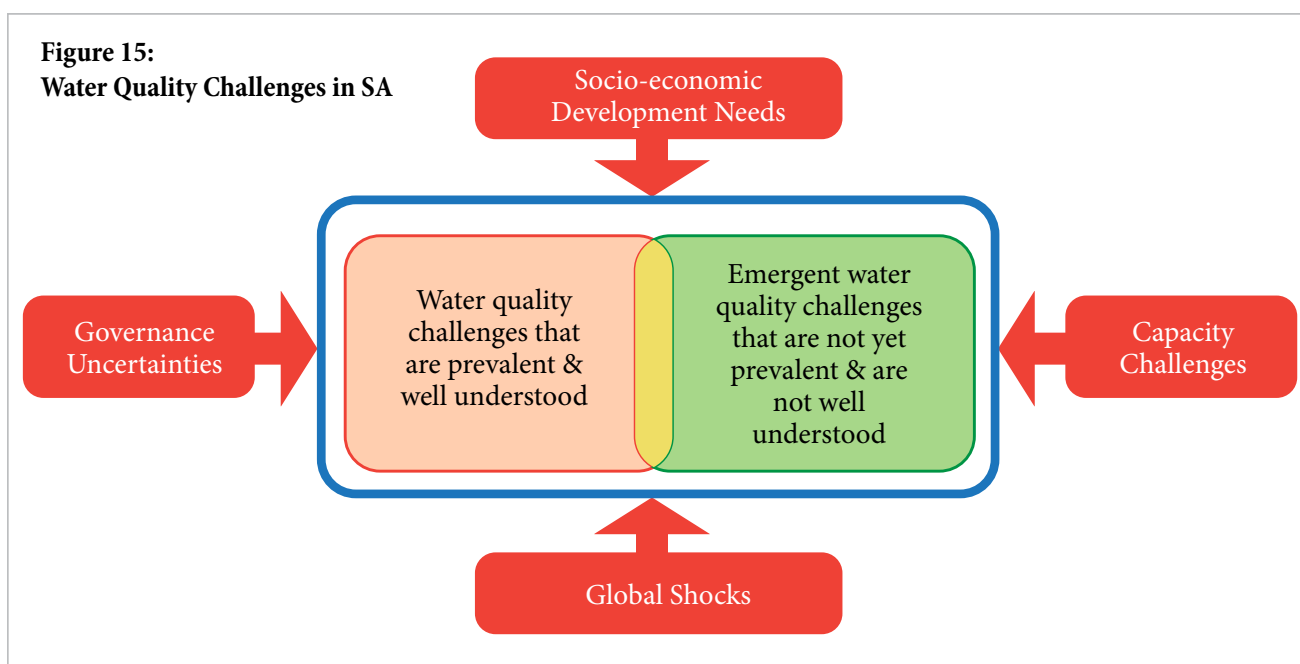 Figure 15:
Water Quality Challenges in SA
Socio-economic
Development Needs
Governance
Uncertainties
Water quality
challenges that
are prevalent &
well understood
Emergent water
quality challenges
that are not yet
prevalent & are
not well
understood
Capacity
Challenges
Global Shocks